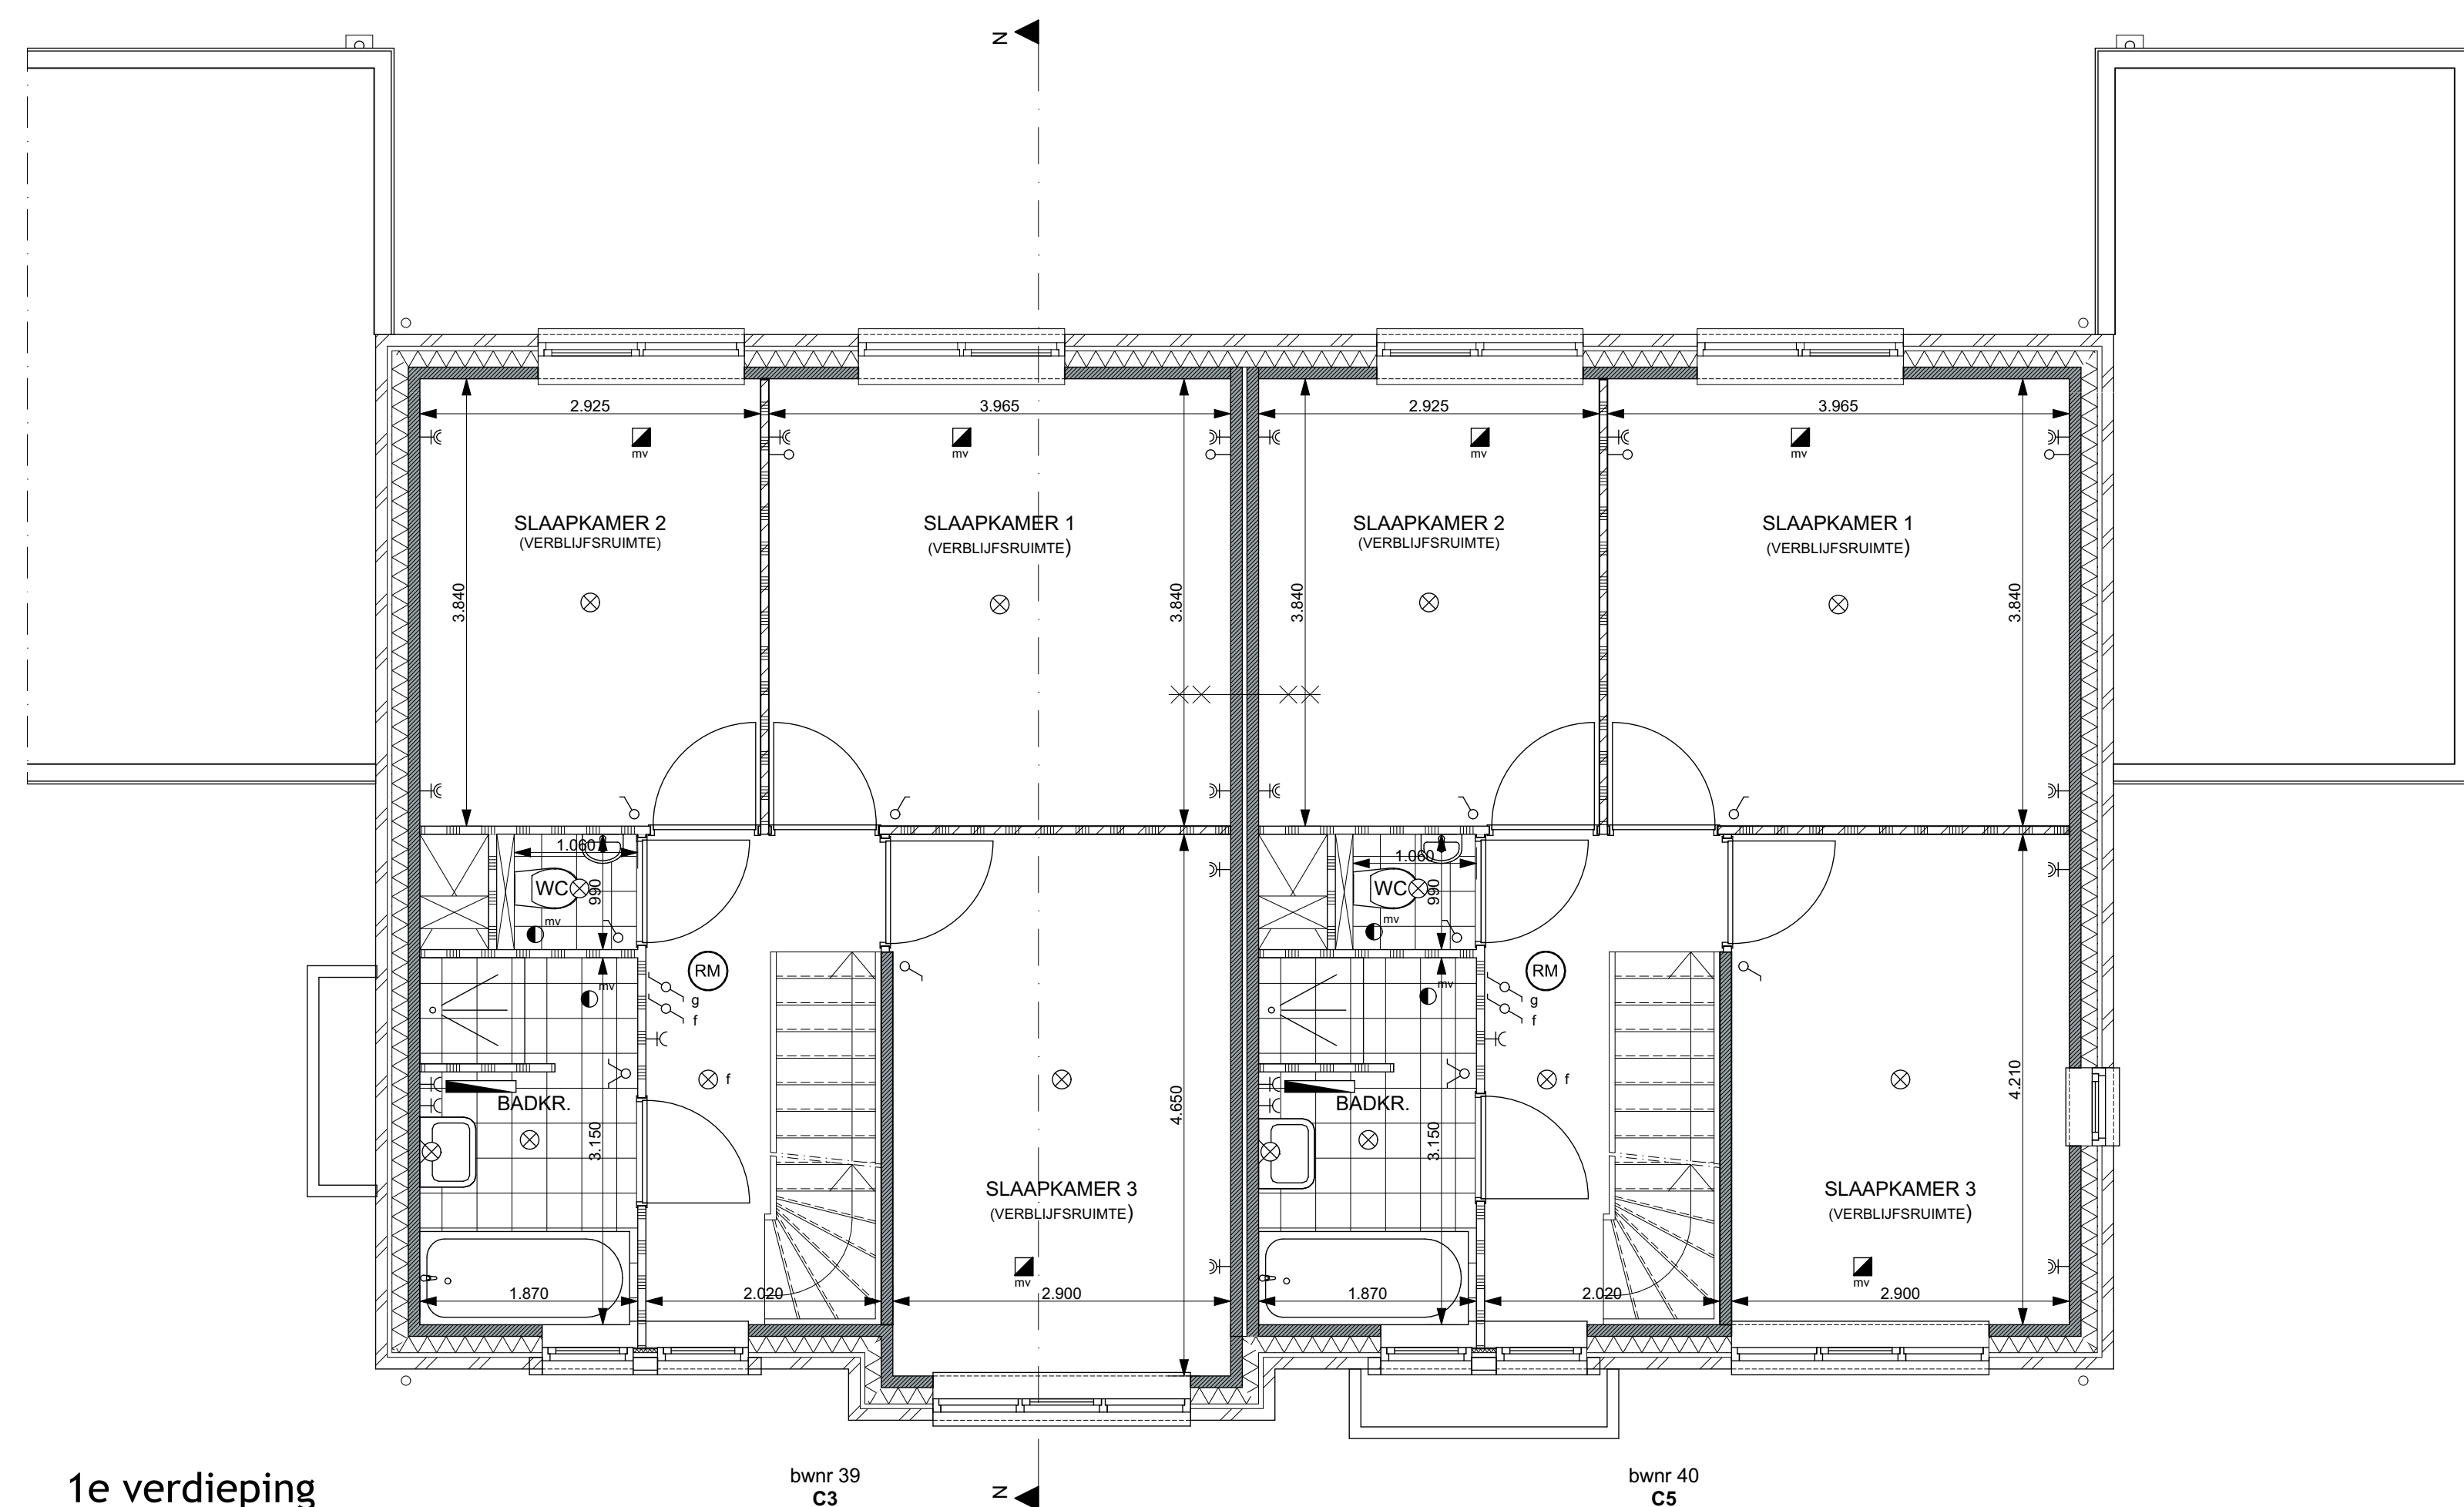 N
2.925
3.965
2.925
3.965
mv
mv
mv
mv
SLAAPKAMER 2
(VERBLIJFSRUIMTE)
SLAAPKAMER 1
(VERBLIJFSRUIMTE)
SLAAPKAMER 2
(VERBLIJFSRUIMTE)
SLAAPKAMER 1
(VERBLIJFSRUIMTE)
3.840
3.840
3.840
3.840
1.060
1.060
WC
990
WC
990
mv
mv
RM
RM
mv
mv
g
f
g
f
f
f
BADKR.
BADKR.
3.150
4.650
3.150
4.210
SLAAPKAMER 3
(VERBLIJFSRUIMTE)
SLAAPKAMER 3
(VERBLIJFSRUIMTE)
mv
mv
1.870
2.020
2.900
1.870
2.020
2.900
1e verdieping
bwnr 39
C3
N
bwnr 40
C5